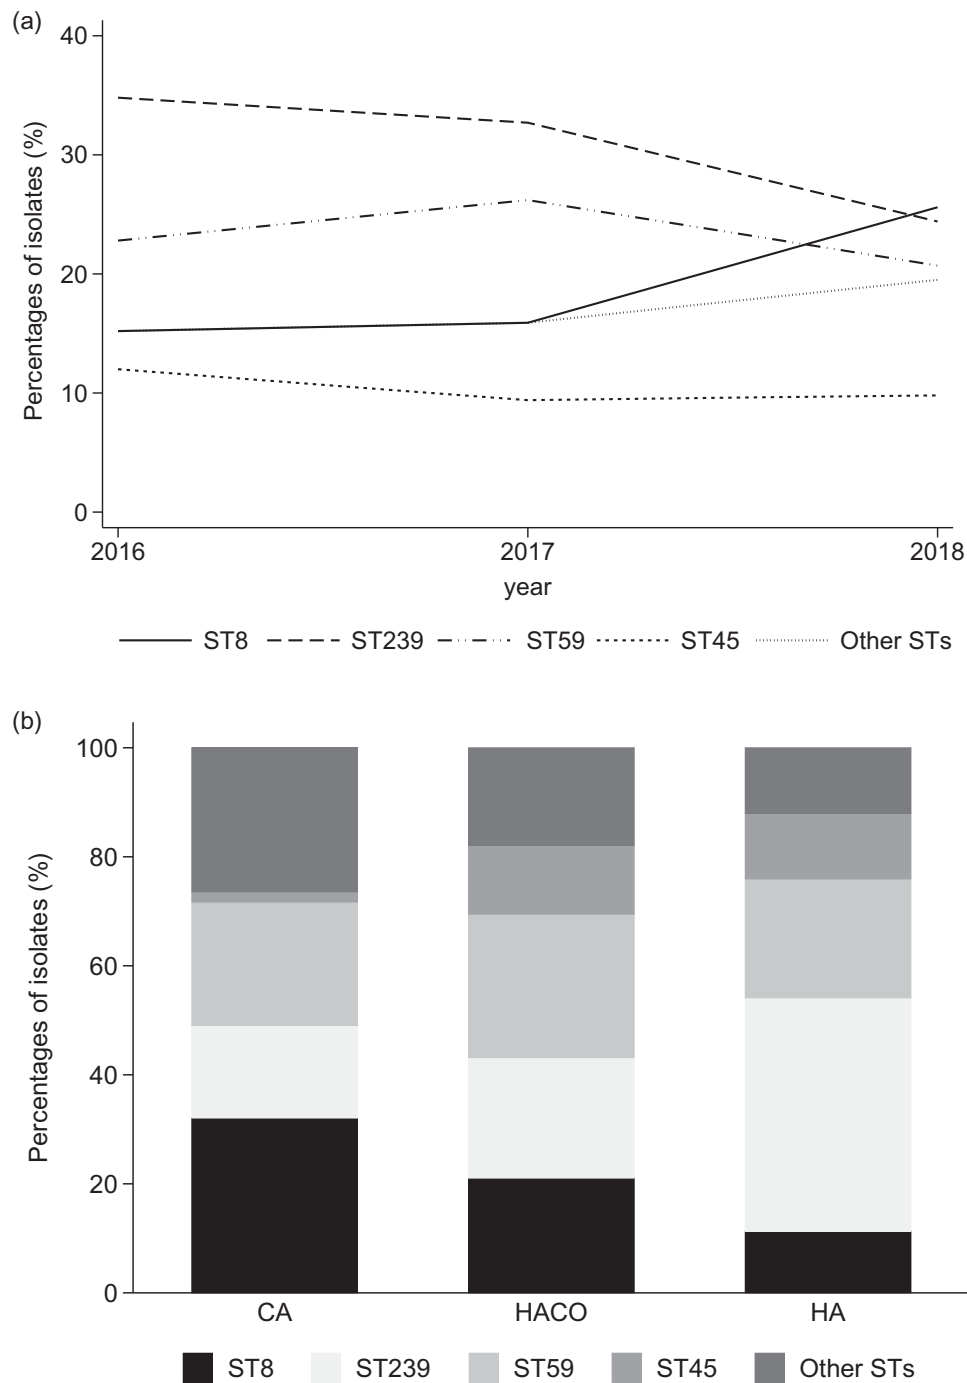 (a)
Percentages of isolates (%)
40
30
20
10
0
2016 2017 2018
year
ST8 ST239 ST59 ST45 Other STs
(b)
Percentages of isolates (%)
100
80
60
40
20
0
CA HACO HA
ST8 ST239 ST59 ST45 Other STs